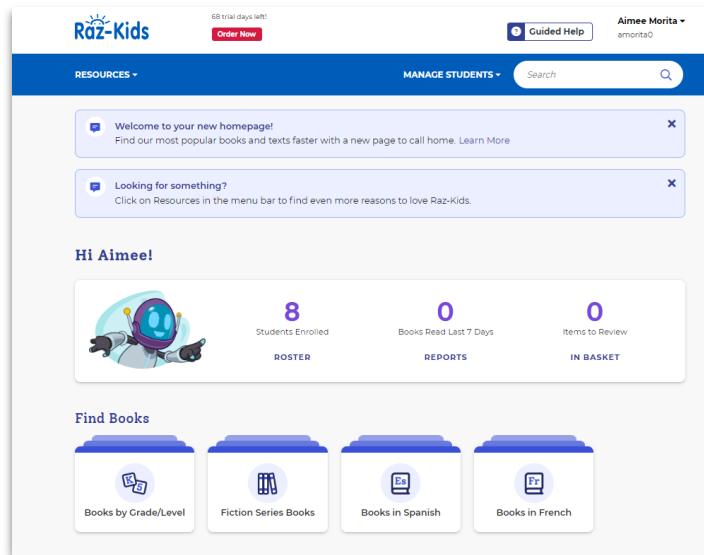 Raz-Kids
68 trial days left!
Order Now
? Guided Help
Aimee Morita
amorita0
RESOURCES
MANAGE STUDENTS
Search
Welcome to your new homepage!
Find our most popular books and texts faster with a new page to call home. Learn More
Looking for something?
Click on Resources in the menu bar to find even more reasons to love Raz-Kids.
Hi Aimee!
8
Students Enrolled
ROSTER
0
Books Read Last 7 Days
REPORTS
0
Items to Review
IN BASKET
Find Books
K 5
Books by Grade/Level
Fiction Series Books
Es
Books in Spanish
Fr
Books in French